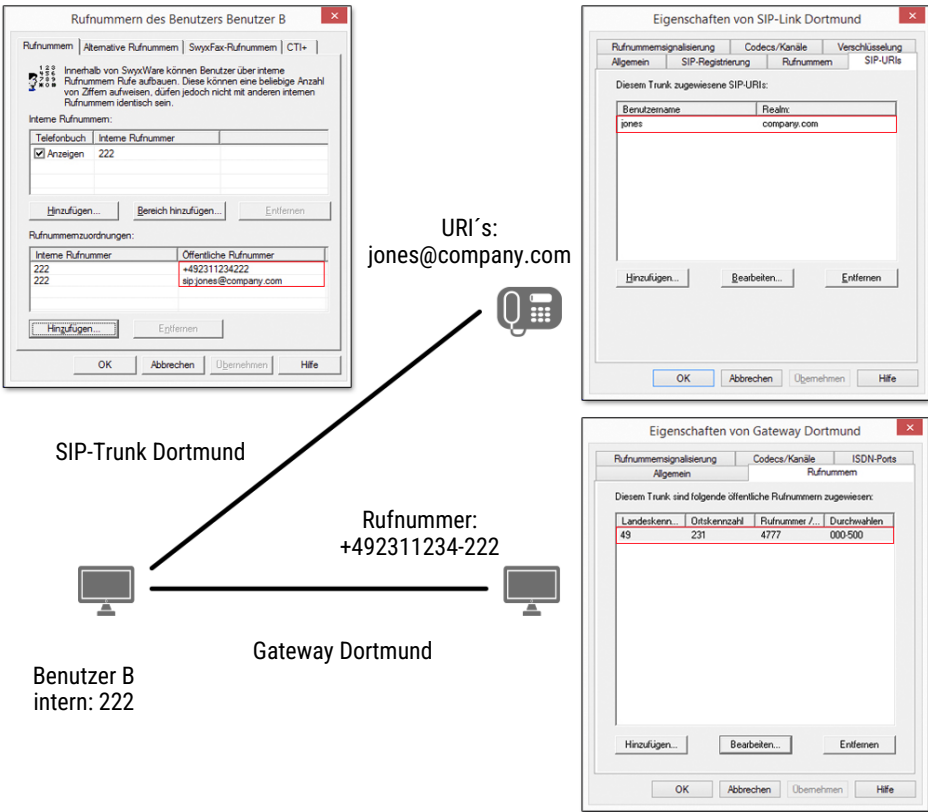 Rufnummern des Benutzers Benutzer B
Rufnummern Alternative Rufnummern SwyxFax-Rufnummern CTI+
Innerhalb von SwyxWare können Benutzer über interne
Rufnummern Rufe aufbauen. Diese können eine beliebige Anzahl
von Ziffern aufweisen, dürfen jedoch nicht mit anderen internen
Rufnummern identisch sein.
Interne Rufnummern:
Telefonbuch Interne Rufnummer
Anzeigen 222
Hinzufügen... Bereich hinzufügen... Entfernen
Rufnummernzuordnungen:
Interne Rufnummer Öffentliche Rufnummer
222 +492311234222
222 sip:jones@company.com
Hinzufügen... Entfernen
OK Abbrechen Übernehmen Hilfe
Eigenschaften von SIP-Link Dortmund
Rufnummernsignalisierung Codecs/Kanäle Verschlüsselung
Allgemein SIP-Registrierung Rufnummern SIP-URIs
Diesem Trunk zugewiesene SIP-URIs:
Benutzername Realm:
jones company.com
Hinzufügen... Bearbeiten... Entfernen
OK Abbrechen Übernehmen Hilfe
URI´s:
jones@company.com
SIP-Trunk Dortmund
Rufnummer:
+492311234-222
Gateway Dortmund
Benutzer B
intern: 222
Eigenschaften von Gateway Dortmund
Rufnummernsignalisierung Codecs/Kanäle ISDN-Ports
Allgemein Rufnummern
Diesem Trunk sind folgende öffentliche Rufnummern zugewiesen:
Landeskenn... Ortskennzahl Rufnummer /... Durchwahlen
49 231 4777 000-500
Hinzufügen... Bearbeiten... Entfernen
OK Abbrechen Übernehmen Hilfe